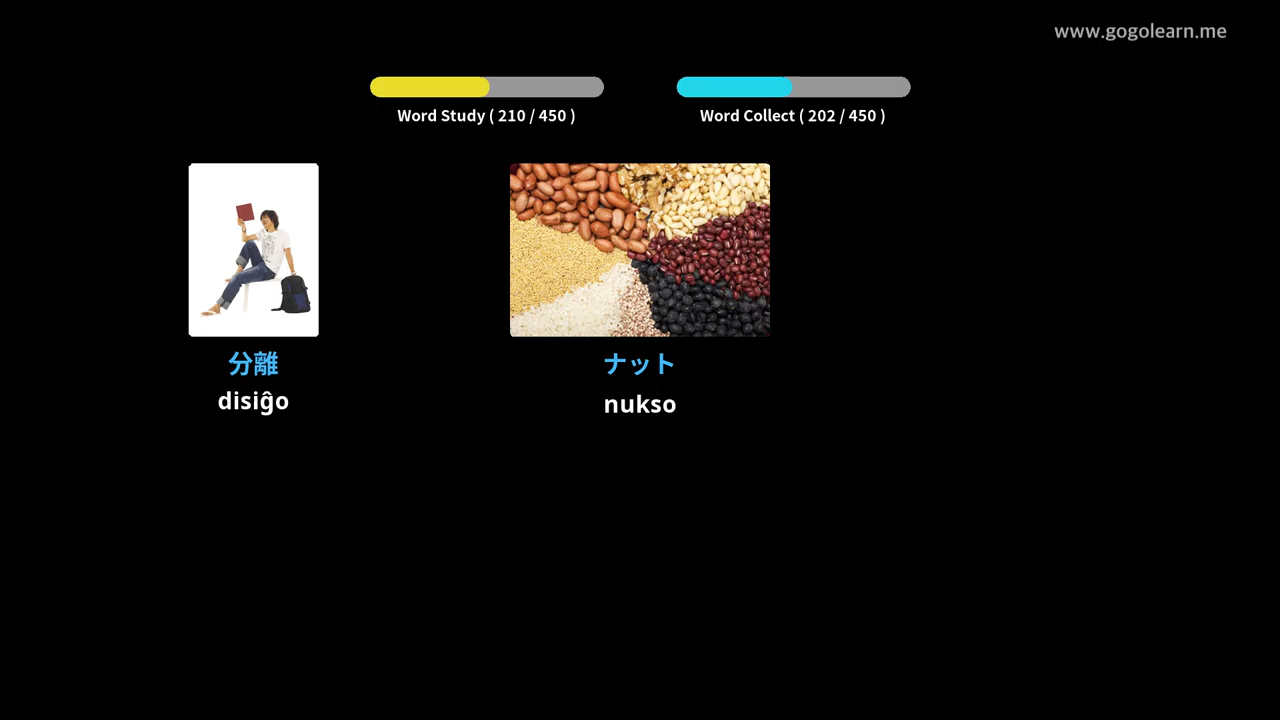 www.gogolearn.me
Word Study ( 210 / 450 )
Word Collect ( 202 / 450 )
分離
disiĝo
ナット
nukso